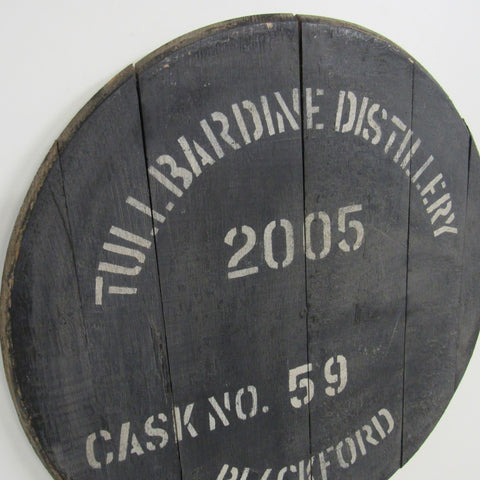 TULLIBARDINE DISTILLERY
2005
CASK NO. 59
BLACKFORD